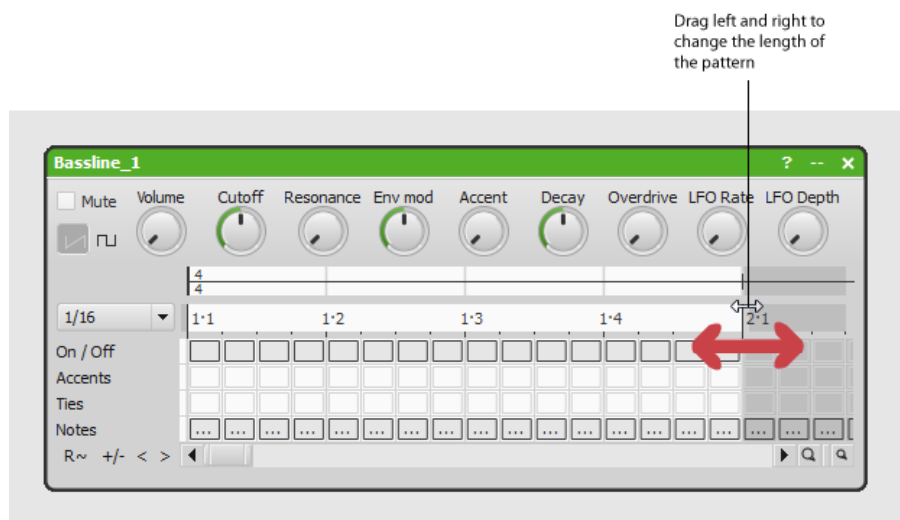 Drag left and right to
change the length of
the pattern
Bassline_1 ? -- X
Mute Volume Cutoff Resonance Env mod Accent Decay Overdrive LFO Rate LFO Depth
4
4
1/16 1·1 1·2 1·3 1·4 2·1
On / Off
Accents
Ties
Notes ... ... ... ... ... ... ... ... ... ... ... ... ... ... ... ... ... ... ...
R~ +/- < >